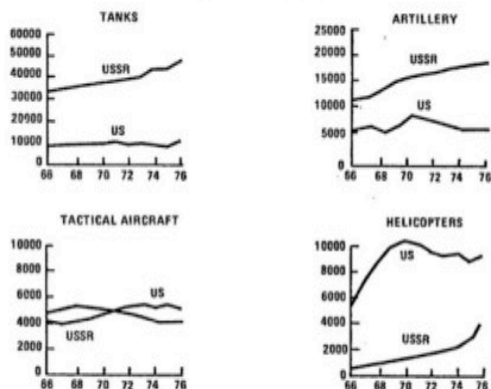 TANKS
60000
50000
40000
30000
20000
10000
0
USSR
US
66 68 70 72 74 76
ARTILLERY
25000
20000
15000
10000
5000
0
USSR
US
66 68 70 72 74 76
TACTICAL AIRCRAFT
10000
8000
6000
4000
2000
0
US
USSR
66 68 70 72 74 76
HELICOPTERS
10000
8000
6000
4000
2000
0
US
USSR
66 68 70 72 74 76